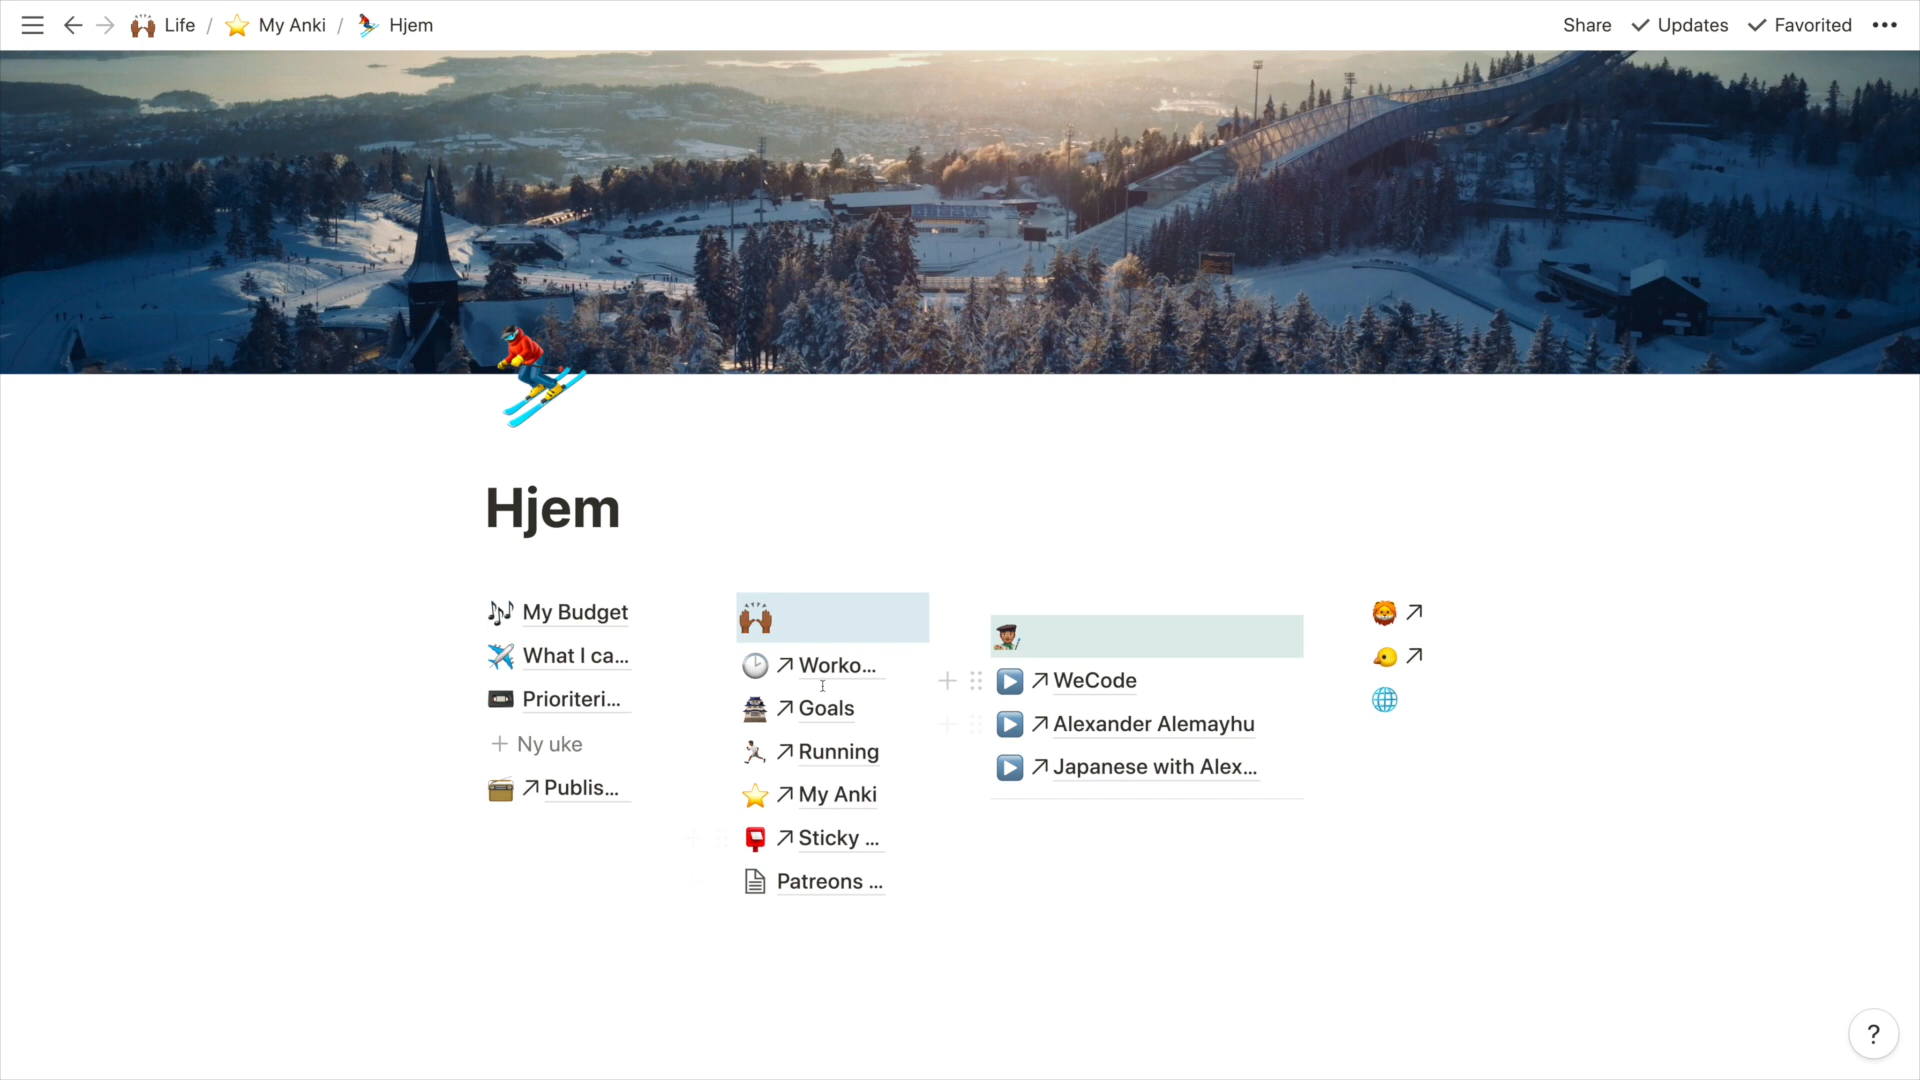 Life / My Anki / Hjem
Share Updates Favorited
Hjem
My Budget
What I ca...
Prioriteri...
Ny uke
Publis...
Worko...
Goals
Running
My Anki
Sticky ...
Patreons ...
WeCode
Alexander Alemayhu
Japanese with Alex...
?